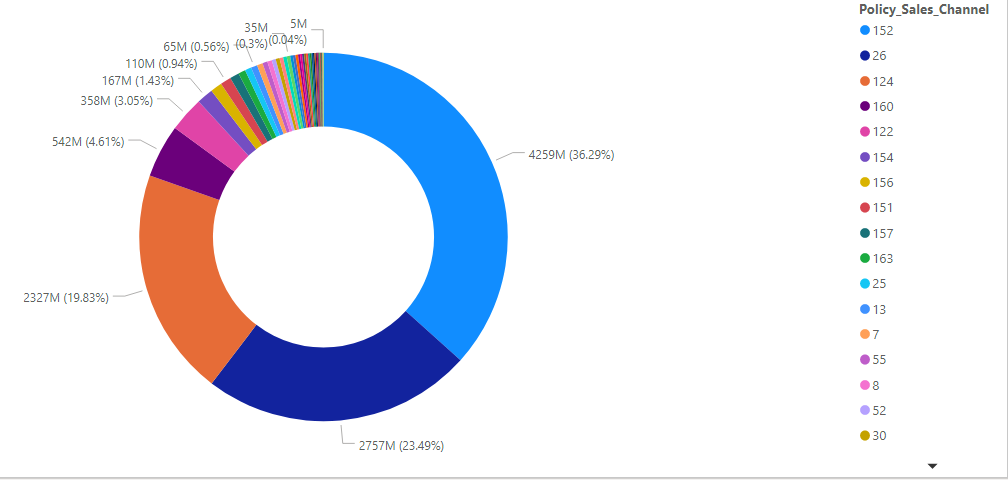 Policy_Sales_Channel
152
26
124
160
122
154
156
151
157
163
25
13
7
55
8
52
30
5M
(0.04%)
35M
(0.3%)
65M (0.56%)
110M (0.94%)
167M (1.43%)
358M (3.05%)
542M (4.61%)
2327M (19.83%)
2757M (23.49%)
4259M (36.29%)